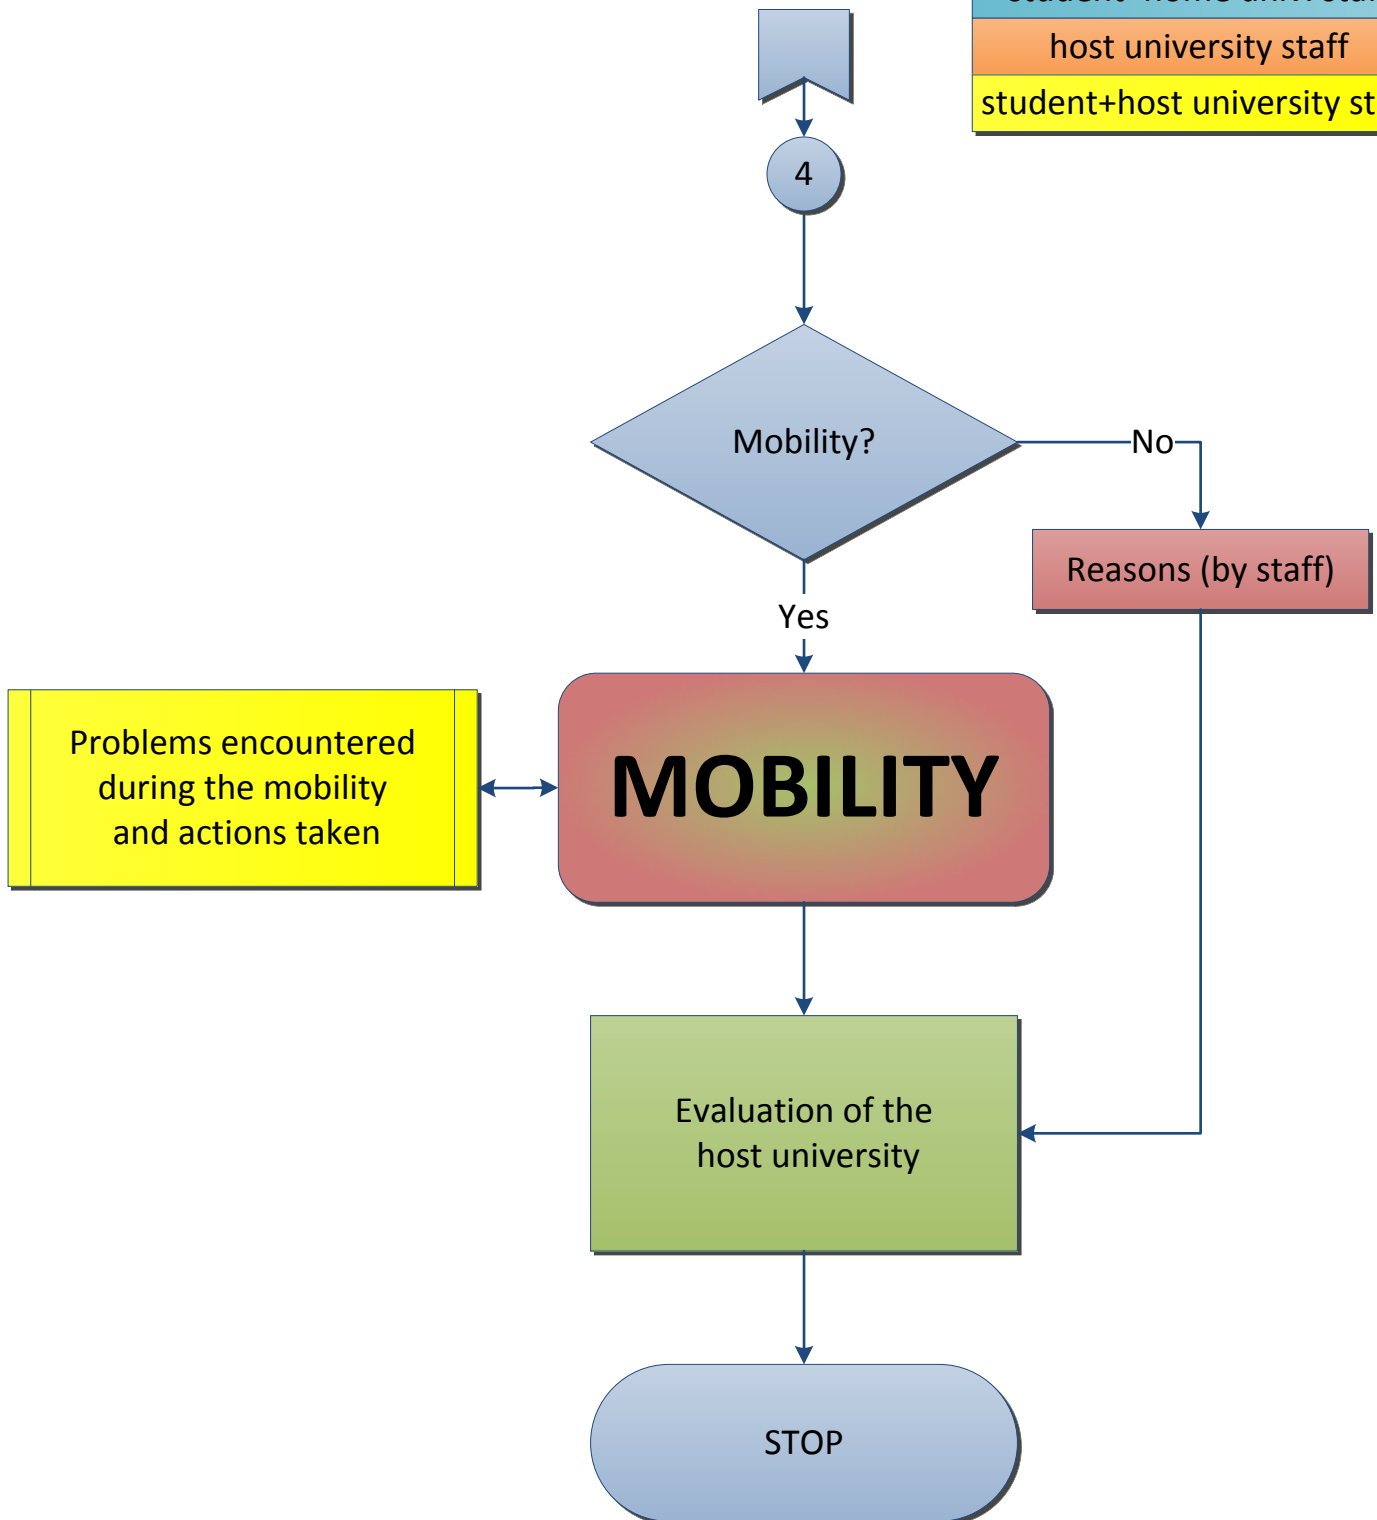 host university staff
student+host university
4
Mobility?
No
Reasons (by staff)
Yes
Problems encountered
during the mobility
and actions taken
MOBILITY
Evaluation of the
host university
STOP